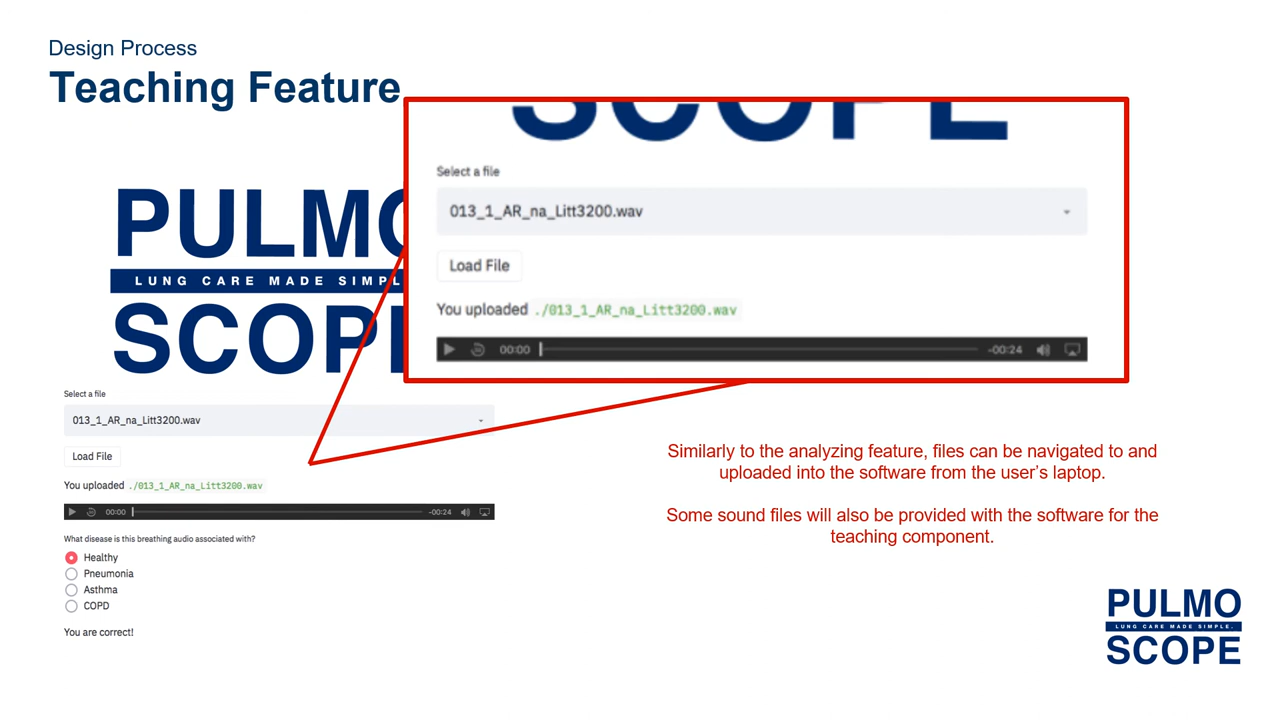 Design Process
Teaching Feature
SCOPE
Select a file
013_1_AR_na_Litt3200.wav
Load File
You uploaded ./013_1_AR_na_Litt3200.wav
00:00 -00:24
PULMO
LUNG CARE MADE SIMPL
SCOPE
Select a file
013_1_AR_na_Litt3200.wav
Load File
You uploaded ./013_1_AR_na_Litt3200.wav
00:00 -00:24
What disease is this breathing audio associated with?
Healthy
Pneumonia
Asthma
COPD
You are correct!
Similarly to the analyzing feature, files can be navigated to and
uploaded into the software from the user’s laptop.
Some sound files will also be provided with the software for the
teaching component.
PULMO
LUNG CARE MADE SIMPLE.
SCOPE